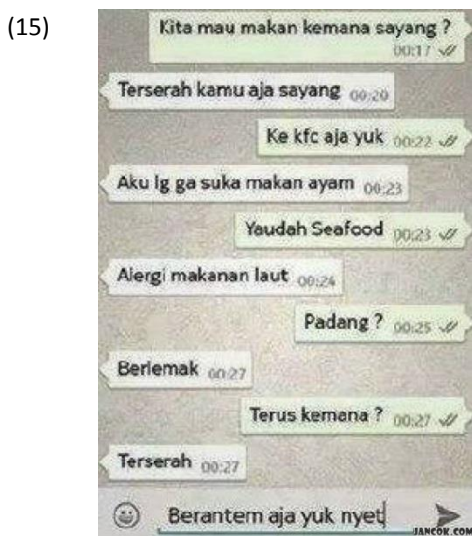 (15)
Kita mau makan kemana sayang ?
00:17
Terserah kamu aja sayang 00:20
Ke kfc aja yuk 00:22
Aku lg ga suka makan ayam 00:23
Yaudah Seafood 00:23
Alergi makanan laut 00:24
Padang ? 00:25
Berlemak 00:27
Terus kemana ? 00:27
Terserah 00:27
Berantem aja yuk nyet
JANCOK.COM